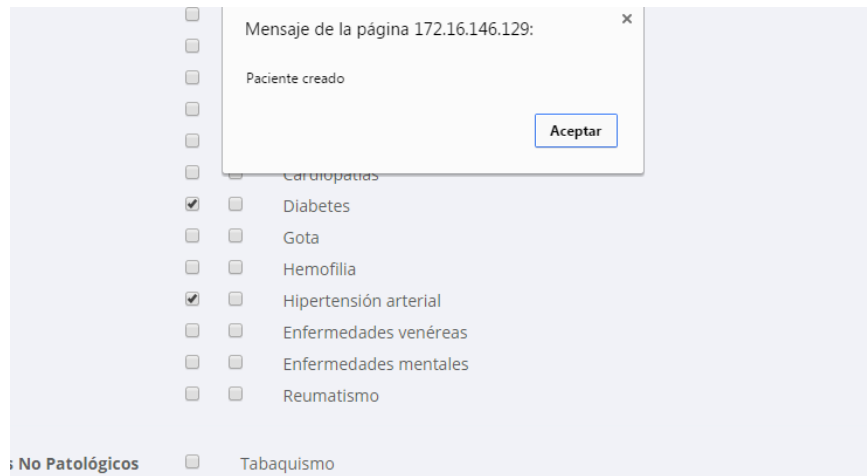 Mensaje de la página 172.16.146.129:
Paciente creado
Aceptar
Cardiopatías
Diabetes
Gota
Hemofilia
Hipertensión arterial
Enfermedades venéreas
Enfermedades mentales
Reumatismo
s No Patológicos Tabaquismo